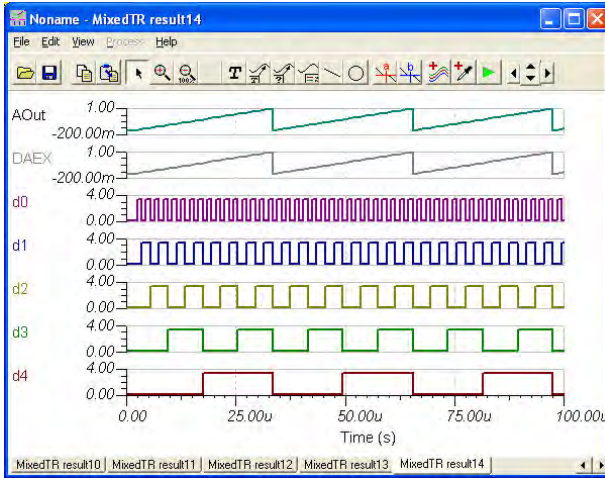 Noname - MixedTR result14
File Edit View Process Help
T 100%
a b
AOut 1.00
-200.00m
DAEX 1.00
-200.00m
d0 4.00
0.00
d1 4.00
0.00
d2 4.00
0.00
d3 4.00
0.00
d4 4.00
0.00
0.00 25.00u 50.00u 75.00u 100.00u
Time (s)
MixedTR result10 MixedTR result11 MixedTR result12 MixedTR result13 MixedTR result14